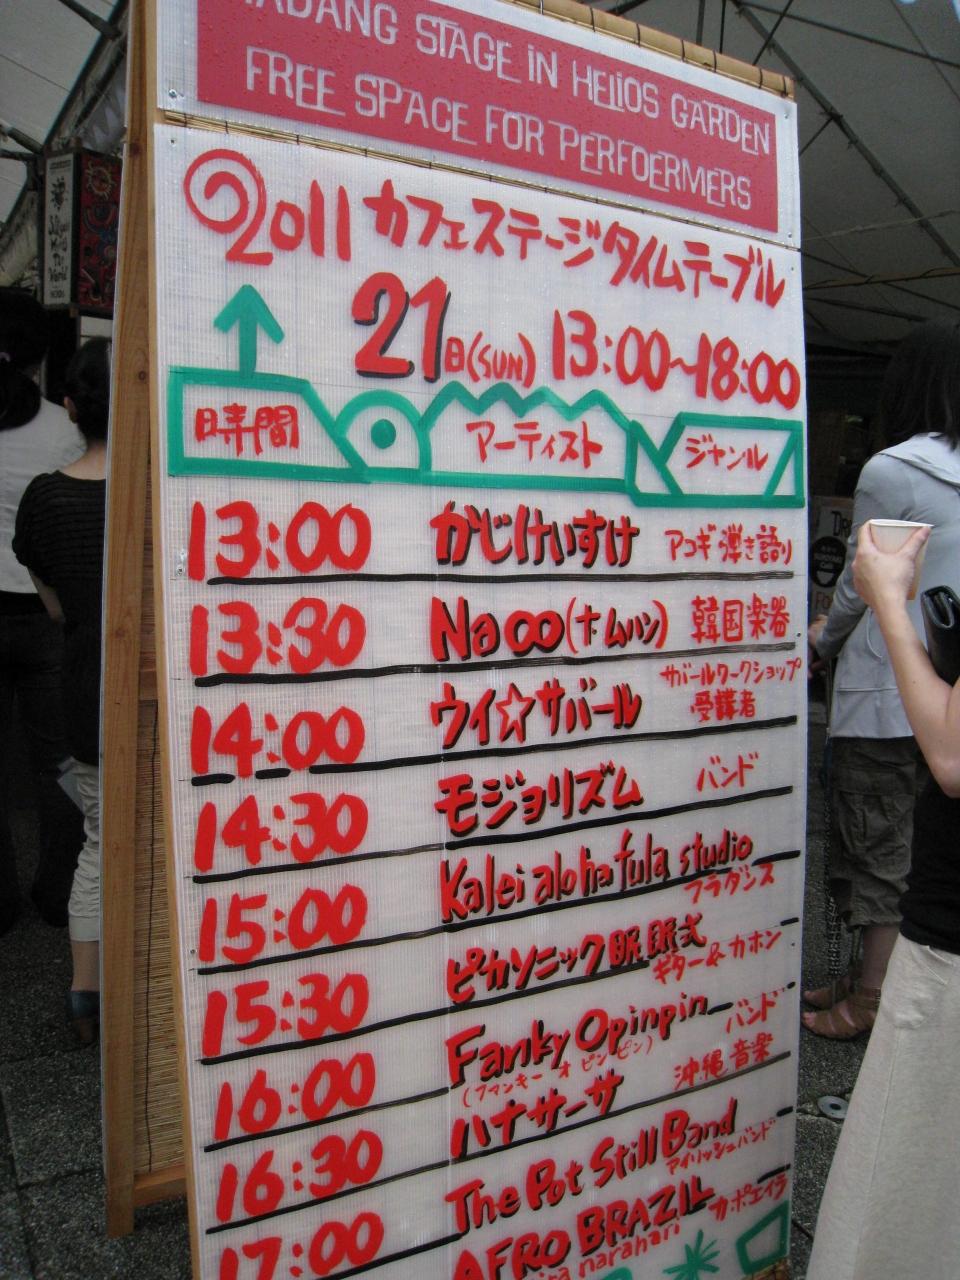 MADANG STAGE IN HELIOS GARDEN
FREE SPACE FOR PERFOERMERS
2011 カフェステージタイムテーブル
21日(SUN) 13:00~18:00
時間 アーティスト ジャンル
13:00 かじけいすけ アコギ弾き語り
13:30 Na∞(ナムハン) 韓国楽器
14:00 ウイ☆サバール サバールワークショップ
受講者
14:30 モジョリズム バンド
15:00 Kalei aloha fula studio
フラダンス
15:30 ピカソニック眠眠式
ギター&カホン
16:00 Fanky Opinpin バンド
(ファンキー オピンピン)
16:30 ハナサーサ 沖縄音楽
17:00 The Pot Still Band
アイリッシュバンド
AFRO BRAZIL カポエイラ
narahari